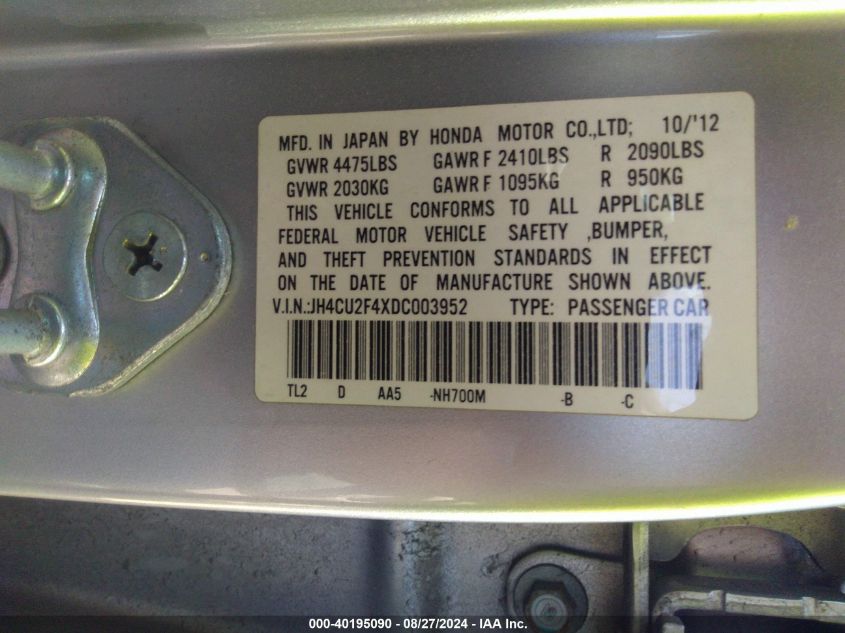 MFD. IN JAPAN BY HONDA MOTOR CO.,LTD; 10/'12
GVWR 4475LBS GAWR F 2410LBS R 2090LBS
GVWR 2030KG GAWR F 1095KG R 950KG
THIS VEHICLE CONFORMS TO ALL APPLICABLE
FEDERAL MOTOR VEHICLE SAFETY ,BUMPER,
AND THEFT PREVENTION STANDARDS IN EFFECT
ON THE DATE OF MANUFACTURE SHOWN ABOVE.
V.I.N.:JH4CU2F4XDC003952 TYPE: PASSENGER CAR
TL2 D AA5 -NH700M -B -C
000-40195090 - 08/27/2024 - IAA Inc.